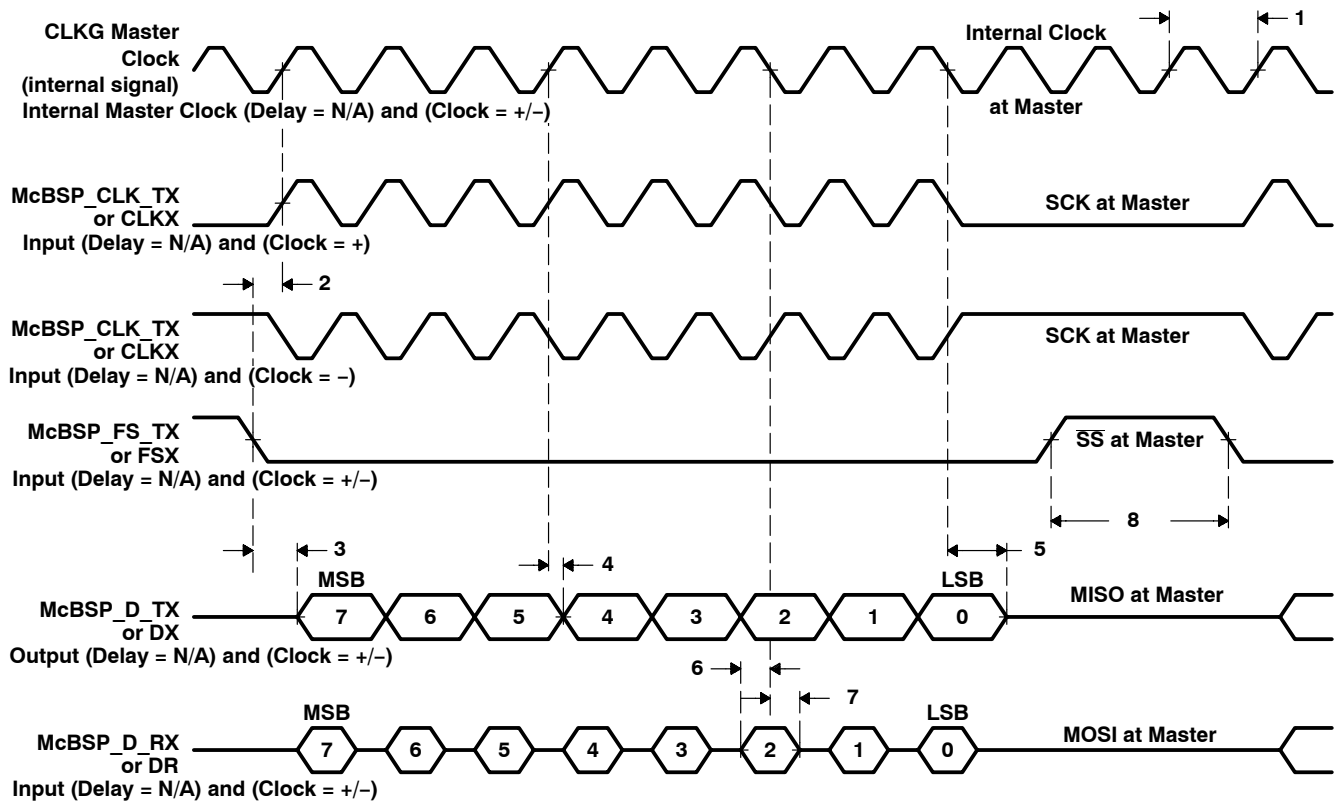 CLKG Master
Clock
(internal signal)
Internal Master Clock (Delay = N/A) and (Clock = +/−)
Internal Clock
at Master
1
McBSP_CLK_TX
or CLKX
Input (Delay = N/A) and (Clock = +)
SCK at Master
2
McBSP_CLK_TX
or CLKX
Input (Delay = N/A) and (Clock = −)
SCK at Master
McBSP_FS_TX
or FSX
Input (Delay = N/A) and (Clock = +/−)
SS at Master
8
3
4
5
MSB
LSB
McBSP_D_TX
or DX
Output (Delay = N/A) and (Clock = +/−)
7 6 5 4 3 2 1 0
MISO at Master
6
7
MSB
LSB
McBSP_D_RX
or DR
Input (Delay = N/A) and (Clock = +/−)
7 6 5 4 3 2 1 0
MOSI at Master